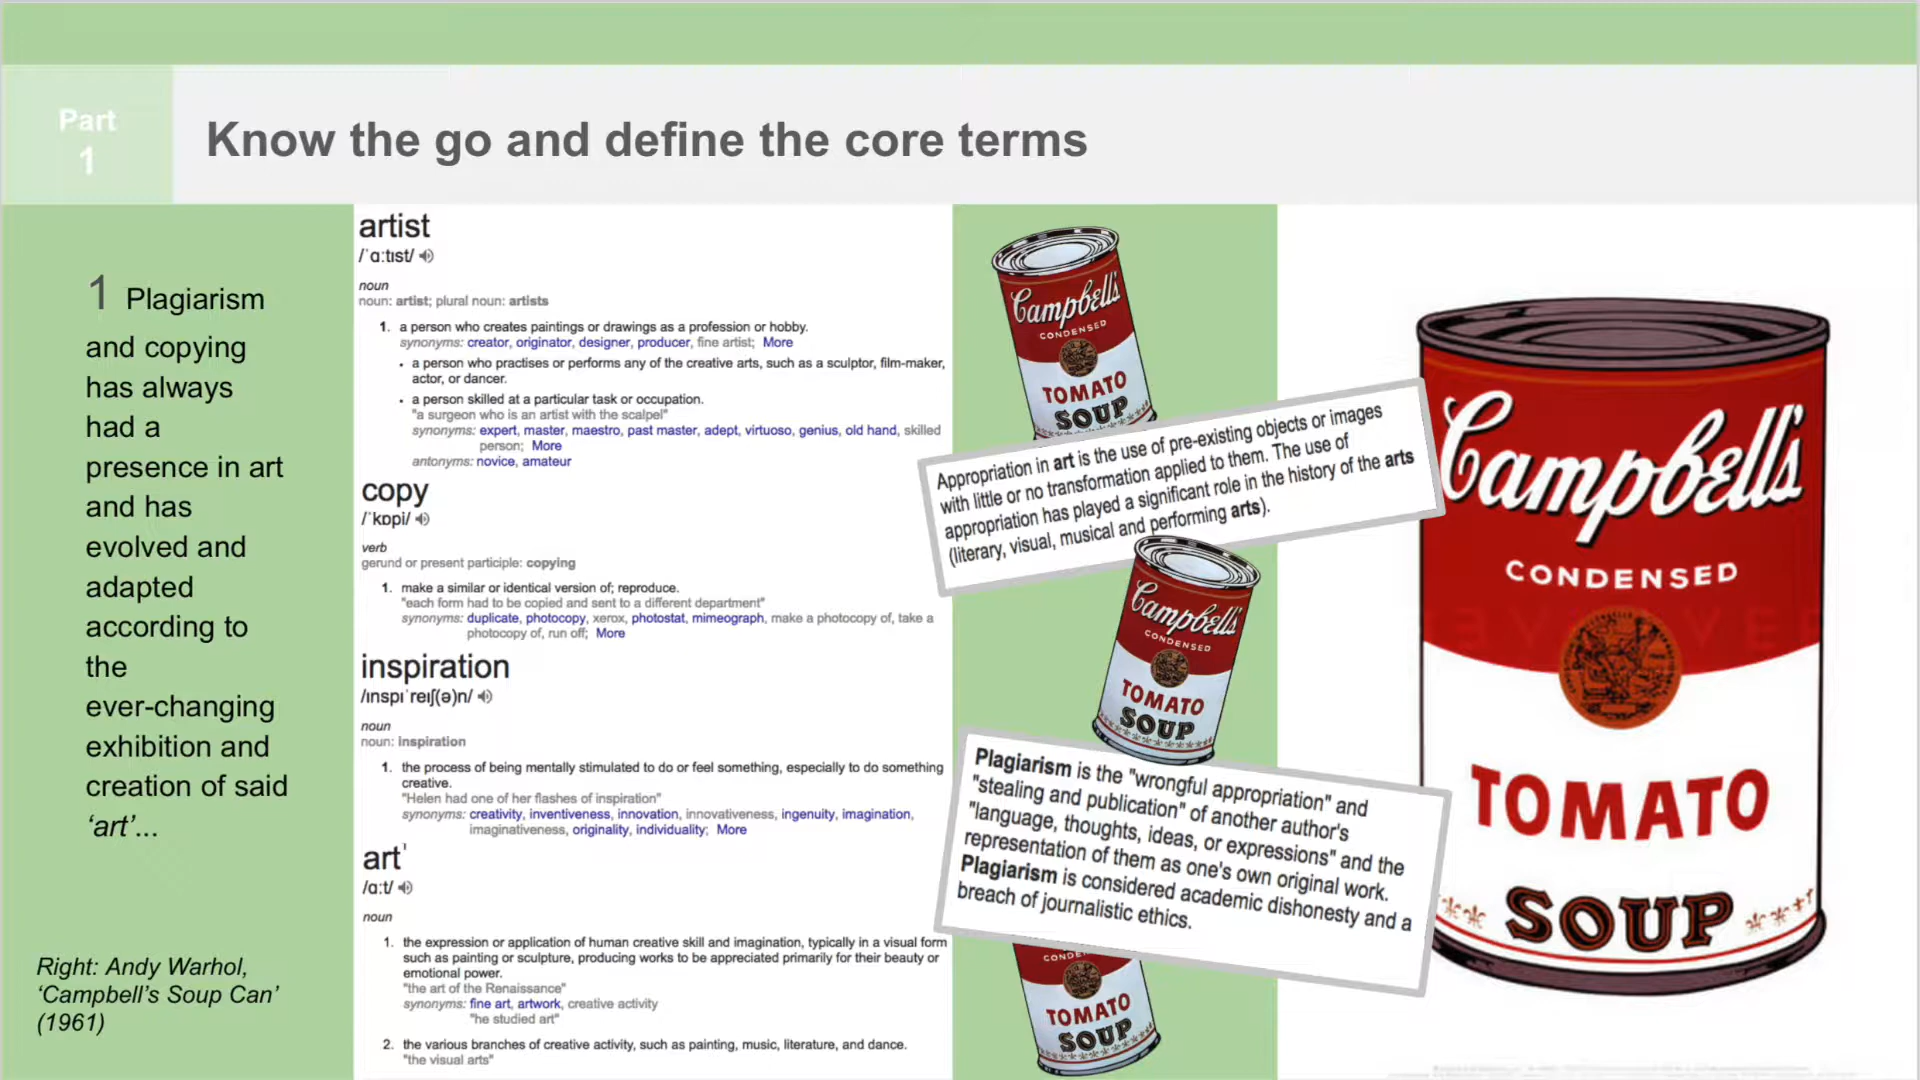 Part
1
Know the go and define the core terms
1 Plagiarism
and copying
has always
had a
presence in art
and has
evolved and
adapted
according to
the
ever-changing
exhibition and
creation of said
‘art’...
Right: Andy Warhol,
‘Campbell’s Soup Can’
(1961)
artist
/ˈɑːtɪst/
noun
noun: artist; plural noun: artists
1. a person who creates paintings or drawings as a profession or hobby.
synonyms: creator, originator, designer, producer, fine artist; More
• a person who practises or performs any of the creative arts, such as a sculptor, film-maker,
actor, or dancer.
• a person skilled at a particular task or occupation.
"a surgeon who is an artist with the scalpel"
synonyms: expert, master, maestro, past master, adept, virtuoso, genius, old hand, skilled
person; More
antonyms: novice, amateur
copy
/ˈkɒpi/
verb
gerund or present participle: copying
1. make a similar or identical version of; reproduce.
"each form had to be copied and sent to a different department"
synonyms: duplicate, photocopy, xerox, photostat, mimeograph, make a photocopy of, take a
photocopy of, run off; More
inspiration
/ɪnspɪˈreɪʃ(ə)n/
noun
noun: inspiration
1. the process of being mentally stimulated to do or feel something, especially to do something
creative.
"Helen had one of her flashes of inspiration"
synonyms: creativity, inventiveness, innovation, innovativeness, ingenuity, imagination,
imaginativeness, originality, individuality; More
art¹
/ɑːt/
noun
1. the expression or application of human creative skill and imagination, typically in a visual form
such as painting or sculpture, producing works to be appreciated primarily for their beauty or
emotional power.
"the art of the Renaissance"
synonyms: fine art, artwork, creative activity
"he studied art"
2. the various branches of creative activity, such as painting, music, literature, and dance.
"the visual arts"
Campbell's
CONDENSED
TOMATO
SOUP
Appropriation in art is the use of pre-existing objects or images
with little or no transformation applied to them. The use of
appropriation has played a significant role in the history of the arts
(literary, visual, musical and performing arts).
Campbell's
CONDENSED
TOMATO
SOUP
Plagiarism is the "wrongful appropriation" and
"stealing and publication" of another author's
"language, thoughts, ideas, or expressions" and the
representation of them as one's own original work.
Plagiarism is considered academic dishonesty and a
breach of journalistic ethics.
TOMATO
SOUP
Campbell's
CONDENSED
TOMATO
SOUP